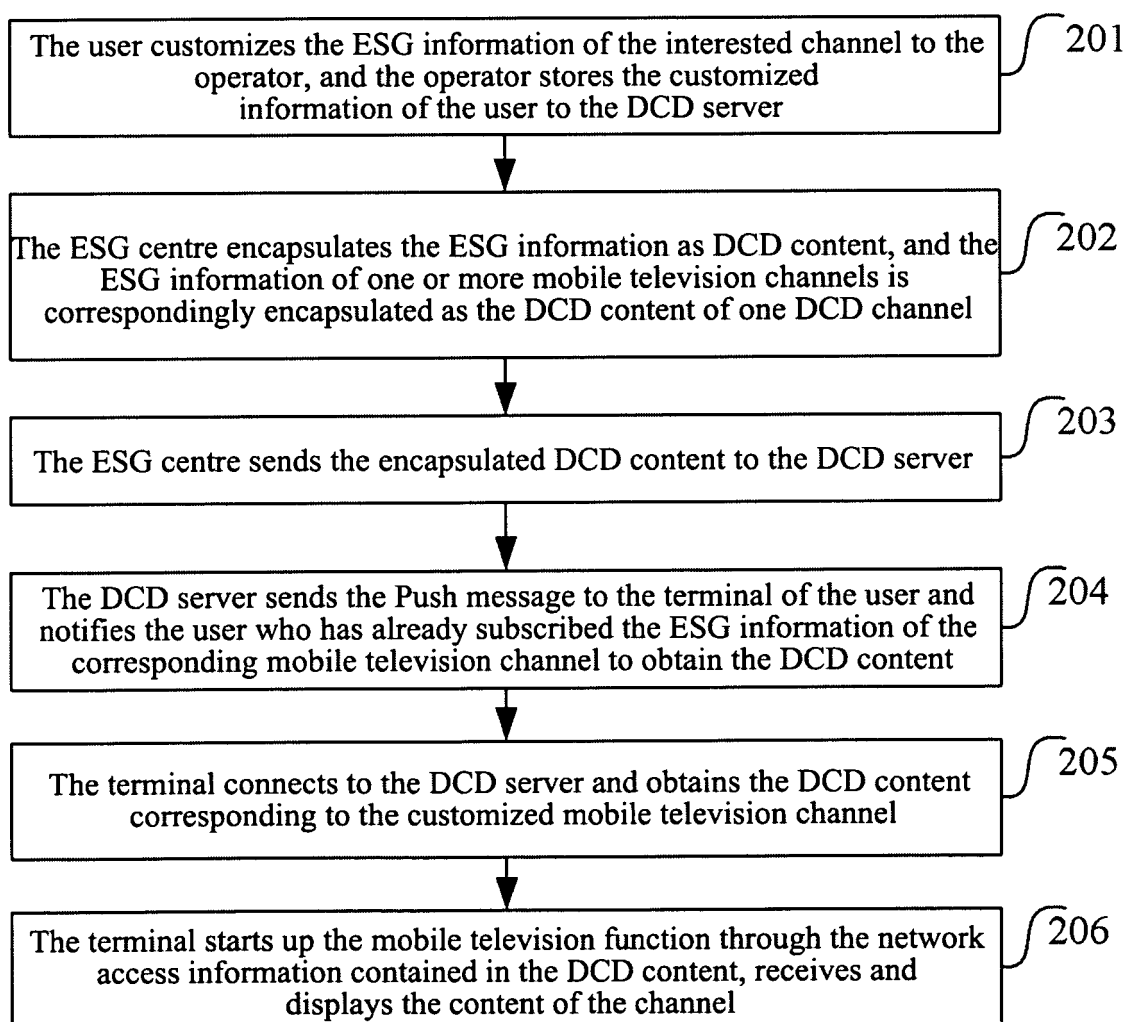 The user customizes the ESG information of the interested channel to the
operator, and the operator stores the customized
information of the user to the DCD server
201
The ESG centre encapsulates the ESG information as DCD content, and the
ESG information of one or more mobile television channels is
correspondingly encapsulated as the DCD content of one DCD channel
202
The ESG centre sends the encapsulated DCD content to the DCD server
203
The DCD server sends the Push message to the terminal of the user and
notifies the user who has already subscribed the ESG information of the
corresponding mobile television channel to obtain the DCD content
204
The terminal connects to the DCD server and obtains the DCD content
corresponding to the customized mobile television channel
205
The terminal starts up the mobile television function through the network
access information contained in the DCD content, receives and
displays the content of the channel
206